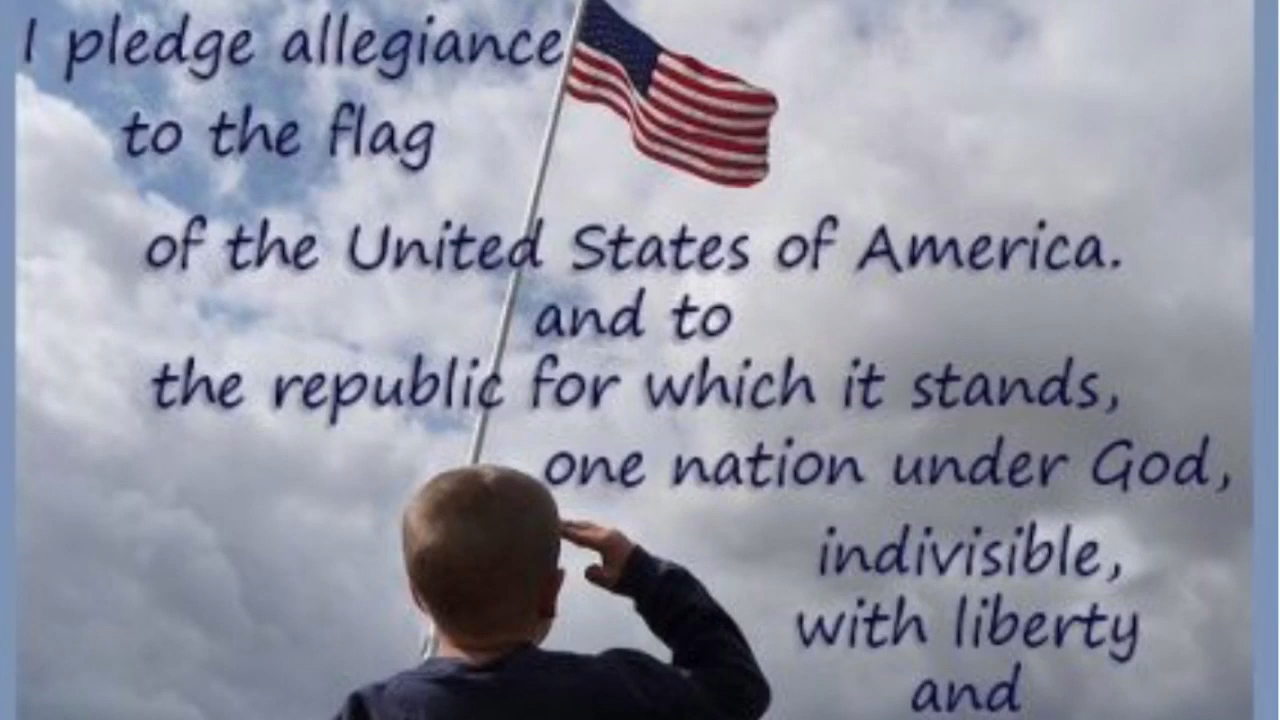 I pledge allegiance
to the flag
of the United States of America.
and to
the republic for which it stands,
one nation under God,
indivisible,
with liberty
and